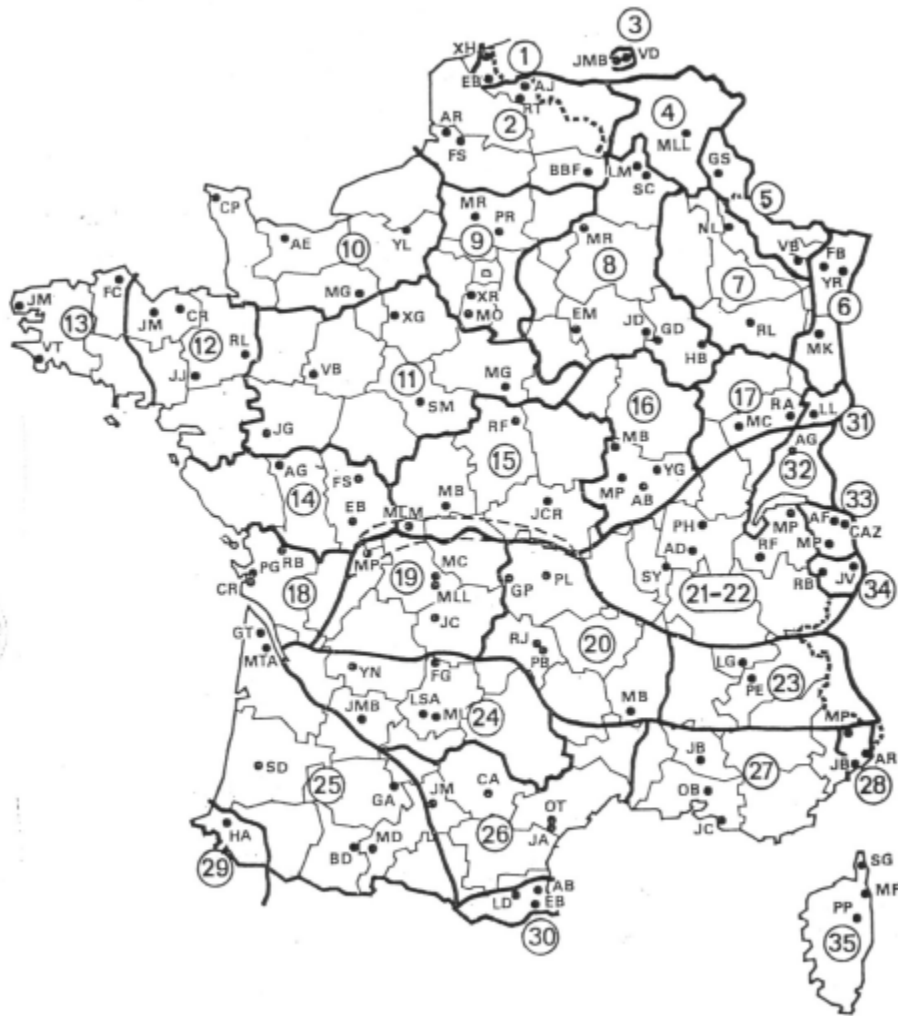 3
XH 1
JMB VD
EB AJ
RT
2 4
AR MLL
FS
BBF LM GS
SC
5
CP MR
PR NL
AE 10 YL 9 MR VB FB
8 YR
7
MG XR 6
JM FC MO
13 JM CR XG EM JD GD RL
12 RL HB MK
VT
JJ VB 11 MG
SM 16 17
RA LL 31
JG RF MC
15 MB AG
32
AG FS YG
14 MP AB
EB MB JCR 33
MLM PH MP AF CAZ
RB MP MC AD RF MP
PG 19 GP PL SY RB JV
CR MLL 21-22 34
18 JC
GT RJ 20
MTA PB LG
YN FG PE 23
LSA ML MB MP
JMB 24
JB JB AR
SD 27 28
25 GA JM CA OB
OT
26 JC
HA JA
MD
BD
29 SG
AB MF
LD EB PP
30 35